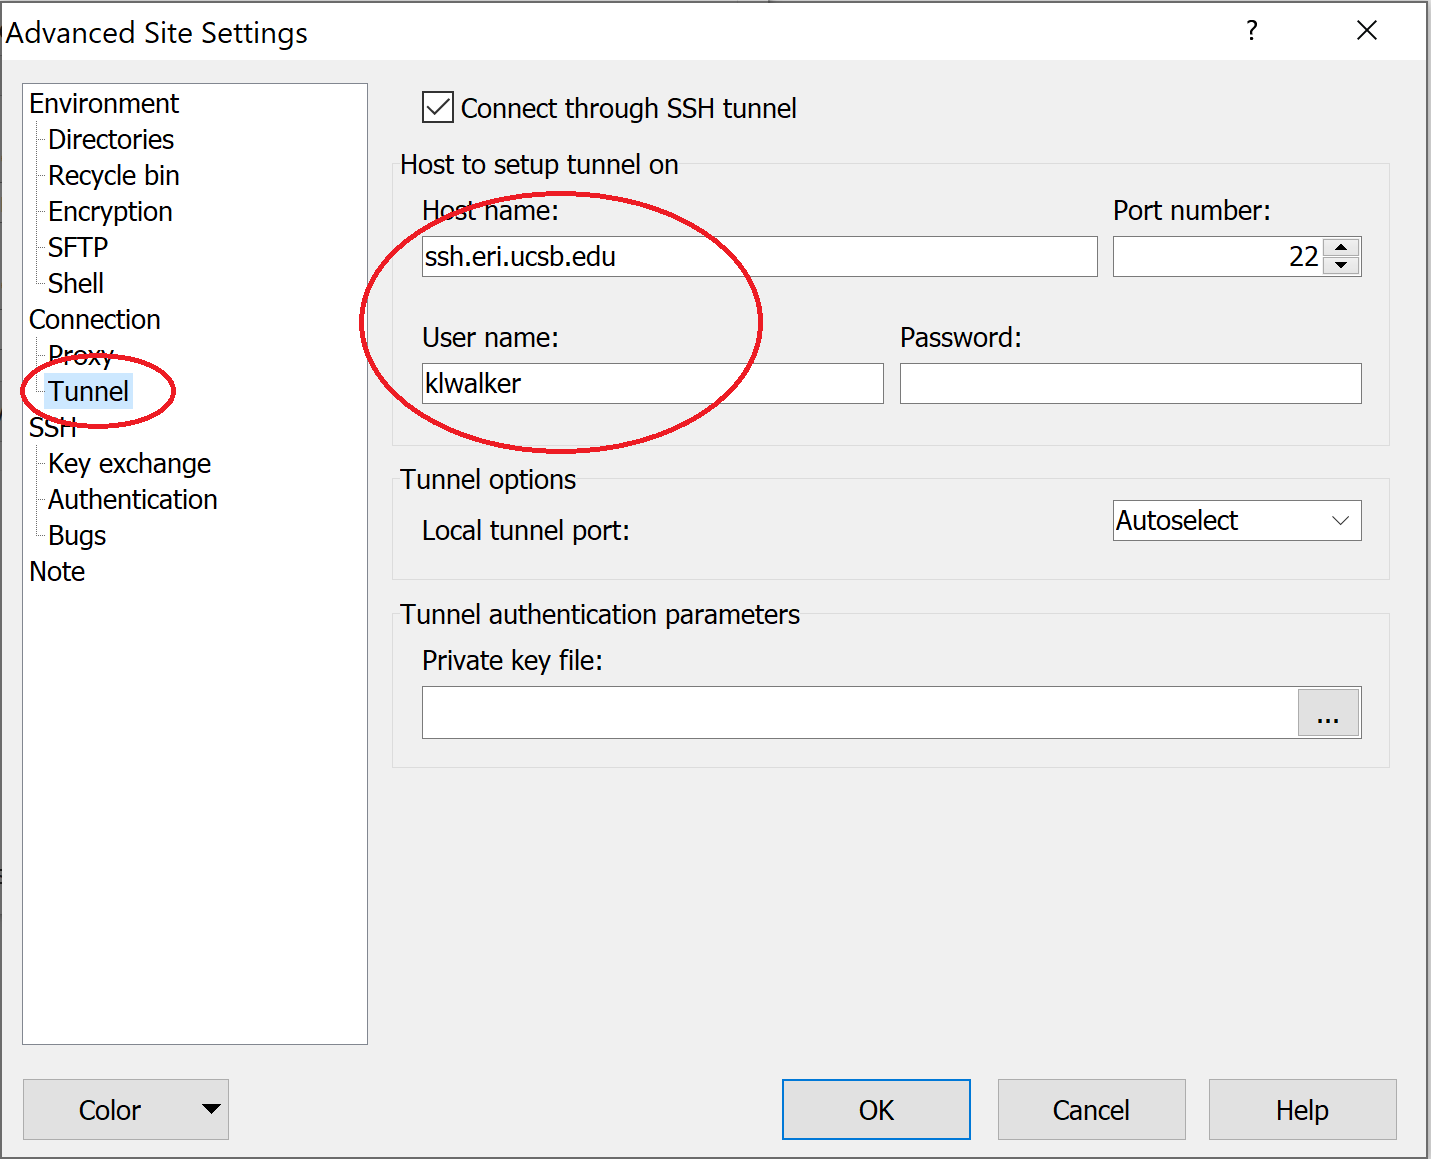 Advanced Site Settings
?
Environment
Directories
Recycle bin
Encryption
SFTP
Shell
Connection
Proxy
Tunnel
SSH
Key exchange
Authentication
Bugs
Note
Connect through SSH tunnel
Host to setup tunnel on
Host name:
Port number:
ssh.eri.ucsb.edu
22
User name:
Password:
klwalker
Tunnel options
Local tunnel port:
Autoselect
Tunnel authentication parameters
Private key file:
...
Color
OK
Cancel
Help